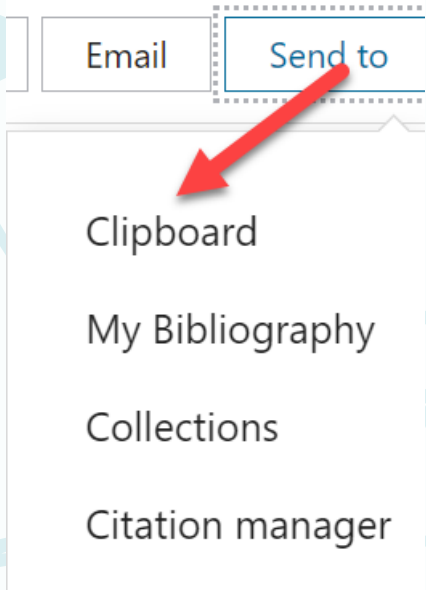 Email Send to
Clipboard
My Bibliography
Collections
Citation manager